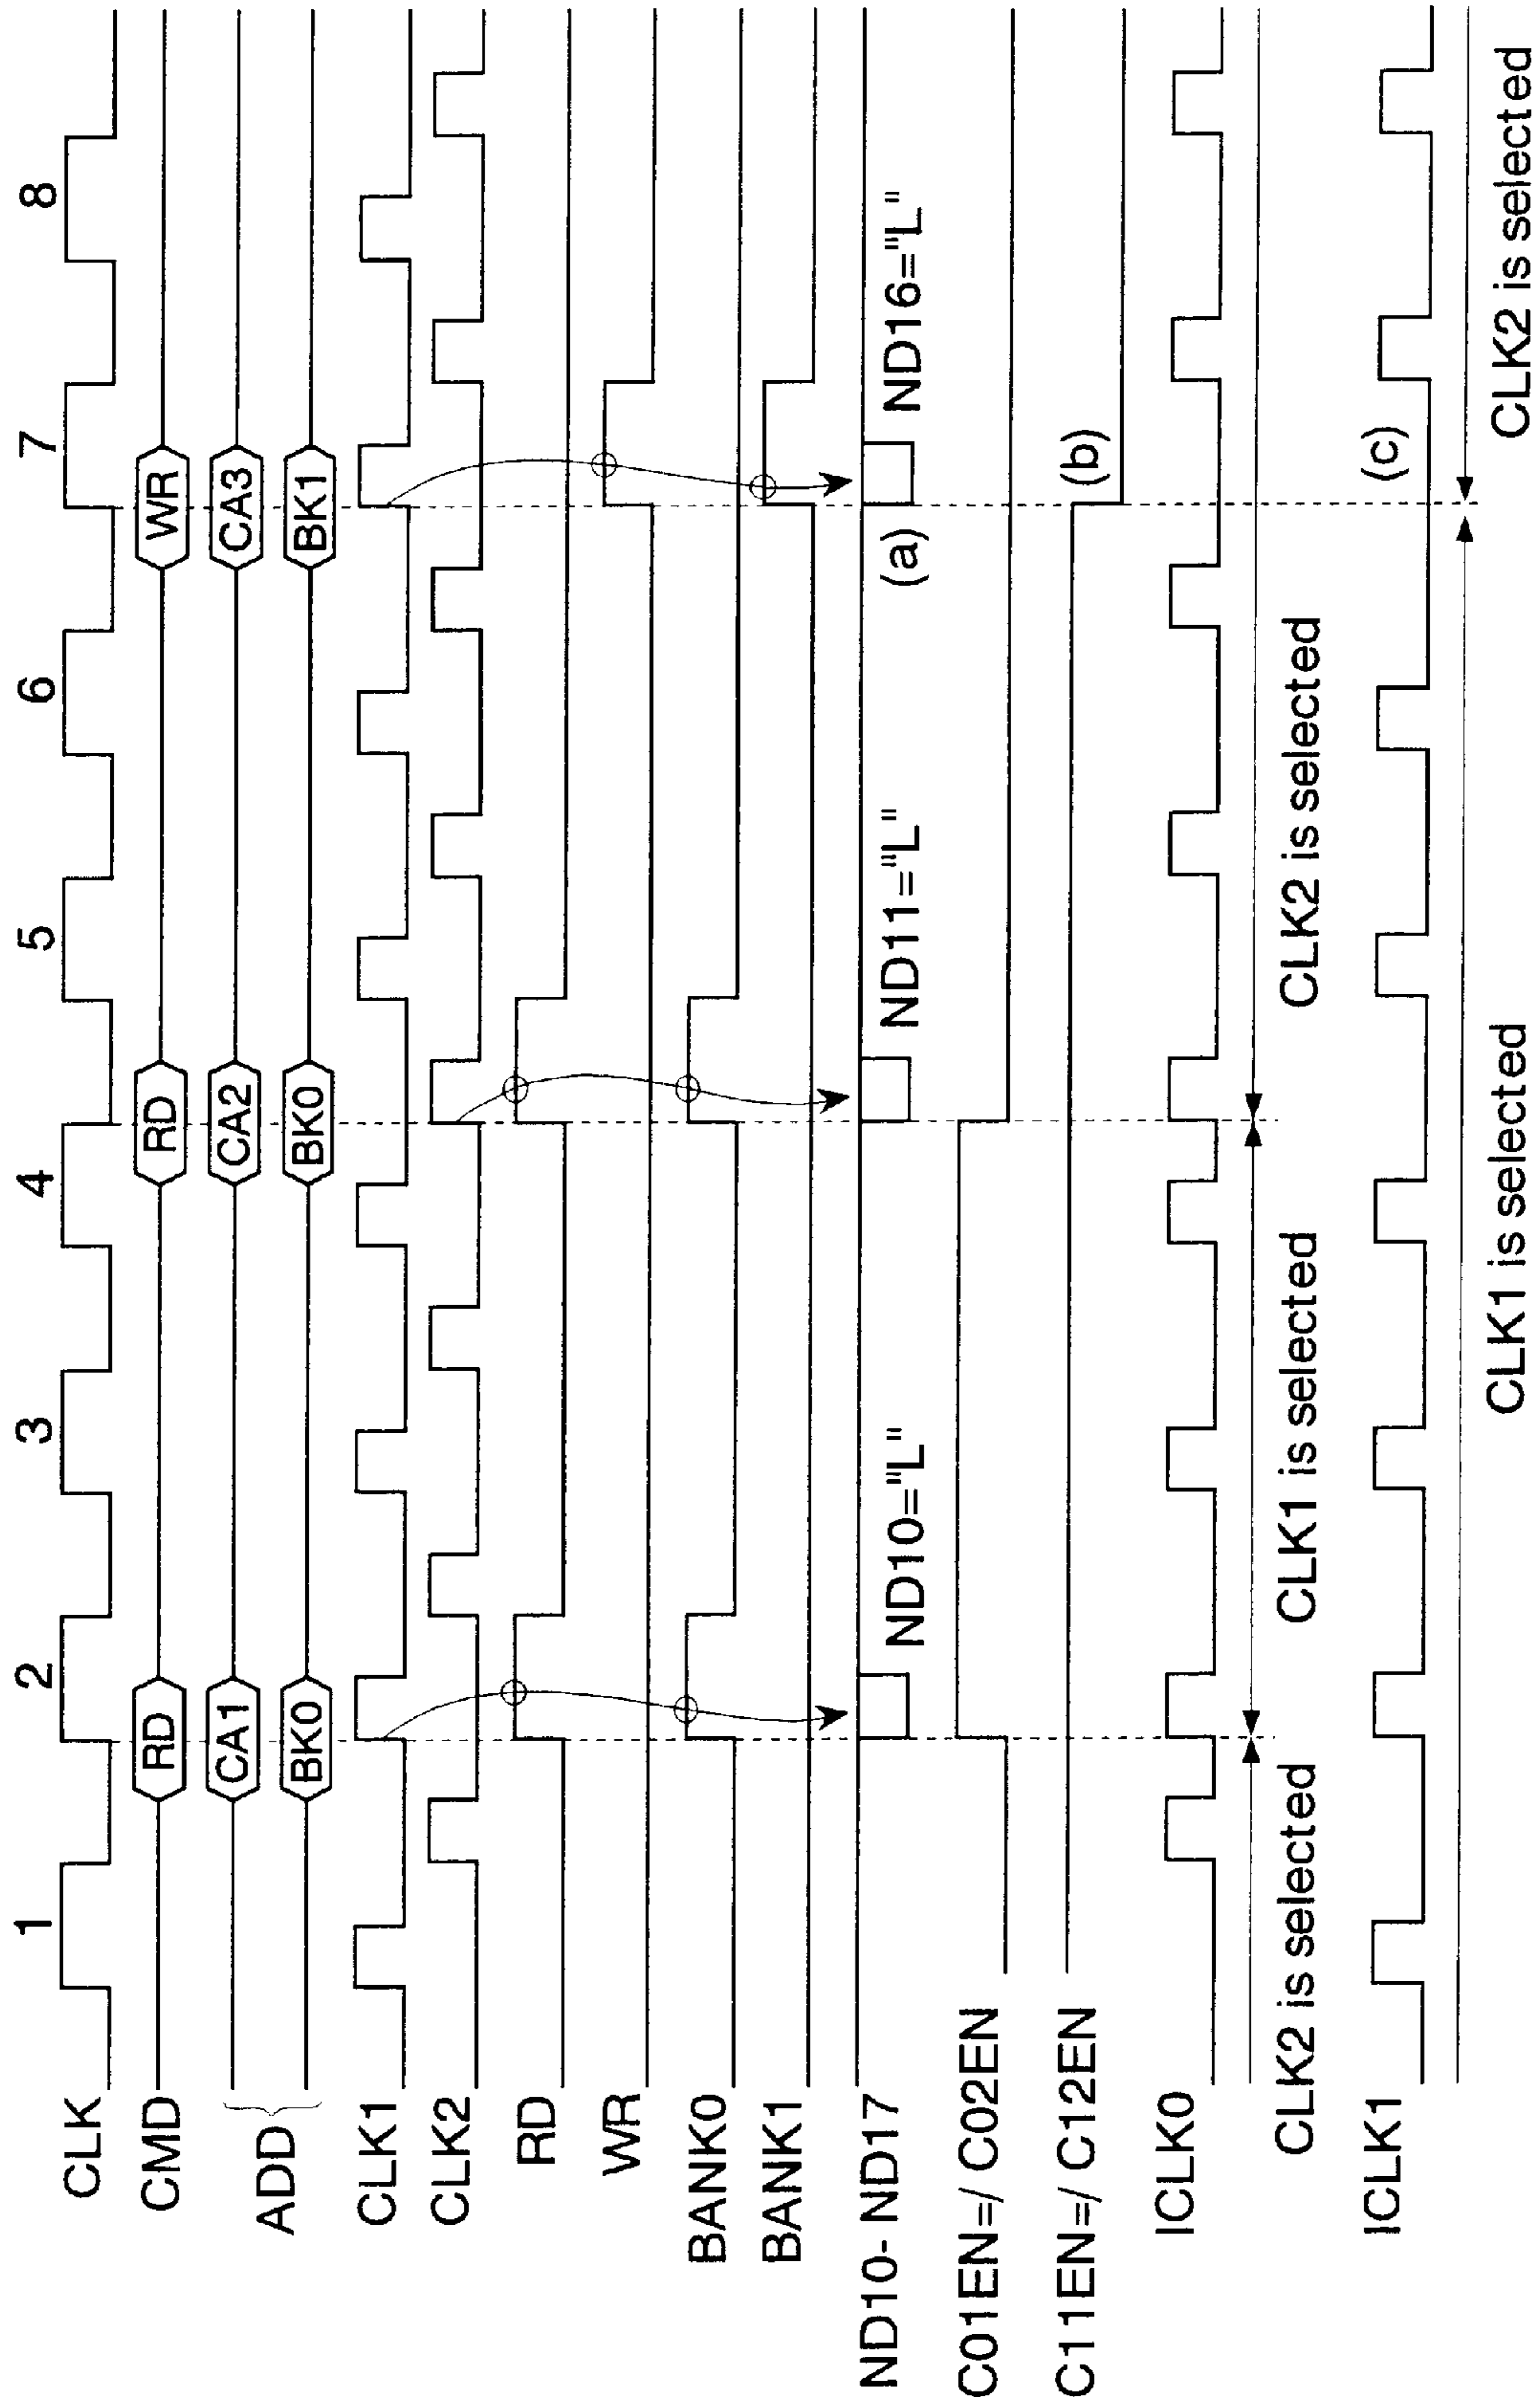 1 2 3 4 5 6 7 8
CLK
CMD RD RD WR
ADD CA1 CA2 CA3
BK0 BK0 BK1
CLK1
CLK2
RD
WR
BANK0
BANK1
ND10- ND17 ND10="L" ND11="L" (a) ND16="L"
C01EN=/ C02EN
C11EN=/ C12EN (b)
ICLK0
CLK2 is selected CLK1 is selected CLK2 is selected
ICLK1 (c)
CLK1 is selected CLK2 is selected